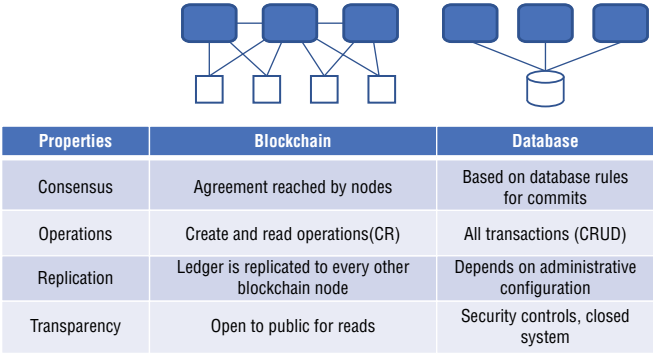 Properties
Blockchain
Database
Consensus
Agreement reached by nodes
Based on database rules
for commits
Operations
Create and read operations(CR)
All transactions (CRUD)
Replication
Ledger is replicated to every other
blockchain node
Depends on administrative
configuration
Transparency
Open to public for reads
Security controls, closed
system